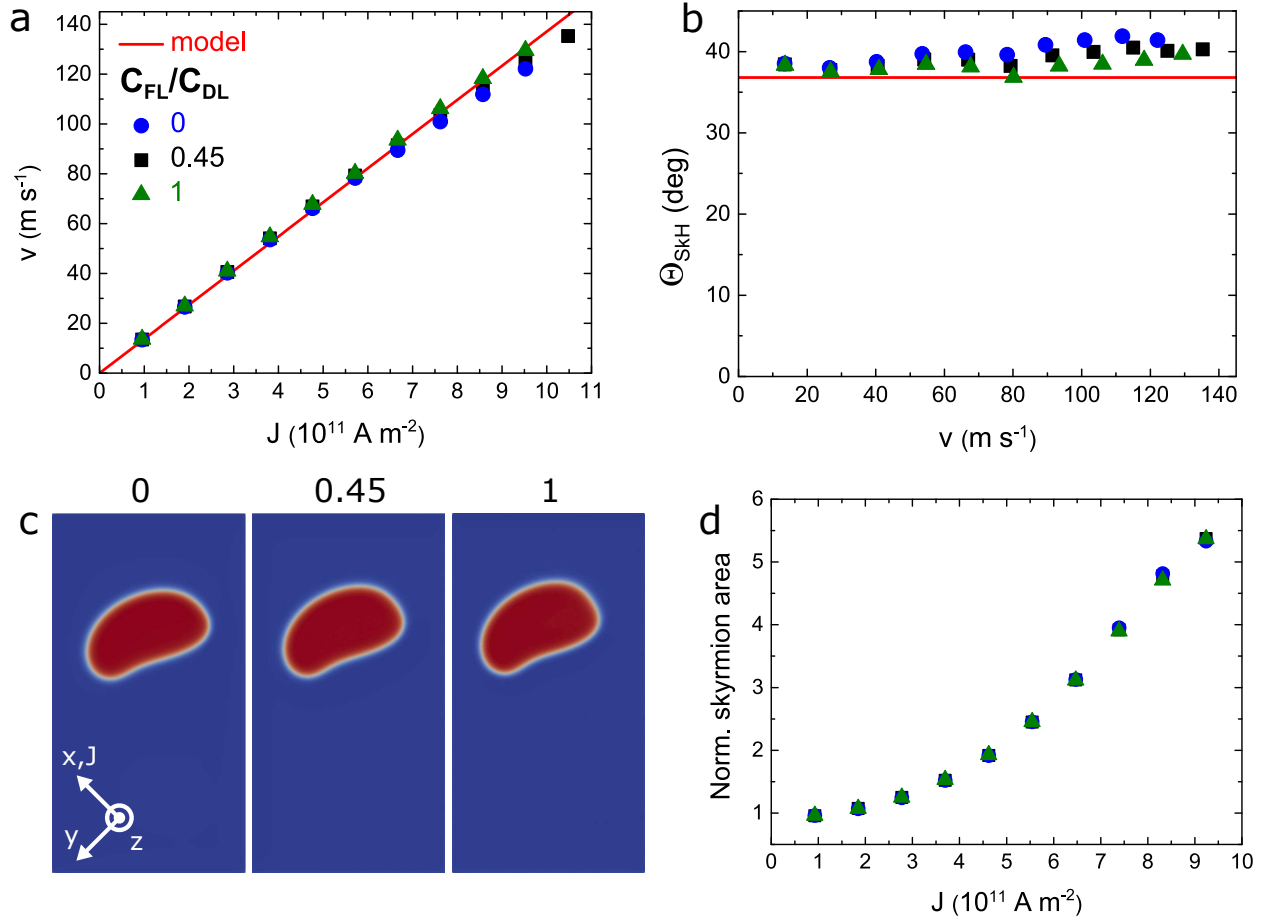 a
model
C_FL/C_DL
0
0.45
1
v (m s⁻¹)
140
120
100
80
60
40
20
0
0 1 2 3 4 5 6 7 8 9 10 11
J (10¹¹ A m⁻²)
b
Θ_SkH (deg)
40
30
20
10
0
0 20 40 60 80 100 120 140
v (m s⁻¹)
c
0 0.45 1
x,J
y
z
d
Norm. skyrmion area
6
5
4
3
2
1
0 1 2 3 4 5 6 7 8 9 10
J (10¹¹ A m⁻²)